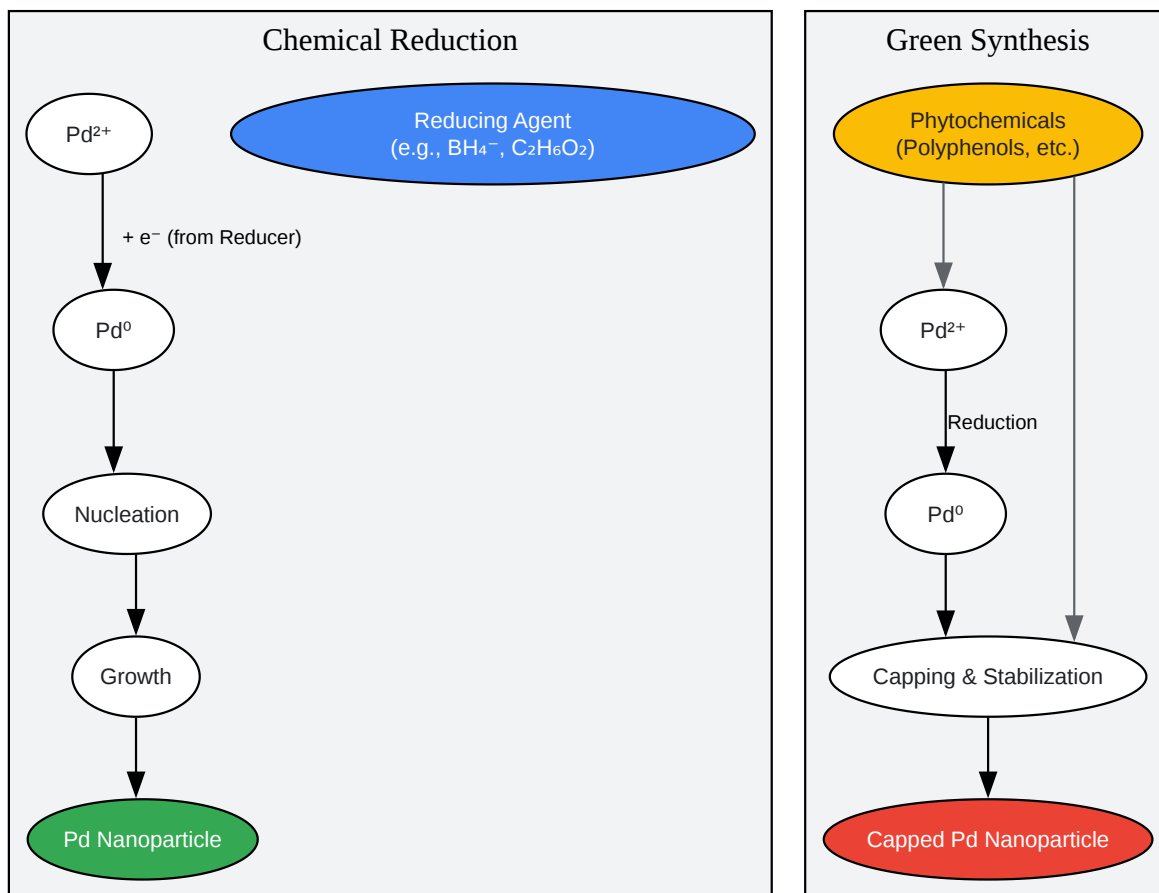 Chemical Reduction
Pd²⁺
Reducing Agent
(e.g., BH₄⁻, C₂H₆O₂)
+ e⁻ (from Reducer)
Pd⁰
Nucleation
Growth
Pd Nanoparticle
Green Synthesis
Phytochemicals
(Polyphenols, etc.)
Pd²⁺
Reduction
Pd⁰
Capping & Stabilization
Capped Pd Nanoparticle